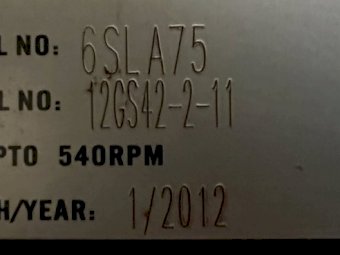 L NO: 6SLA75
L NO: 12GS42-2-11
PTO 540RPM
H/YEAR: 1/2012